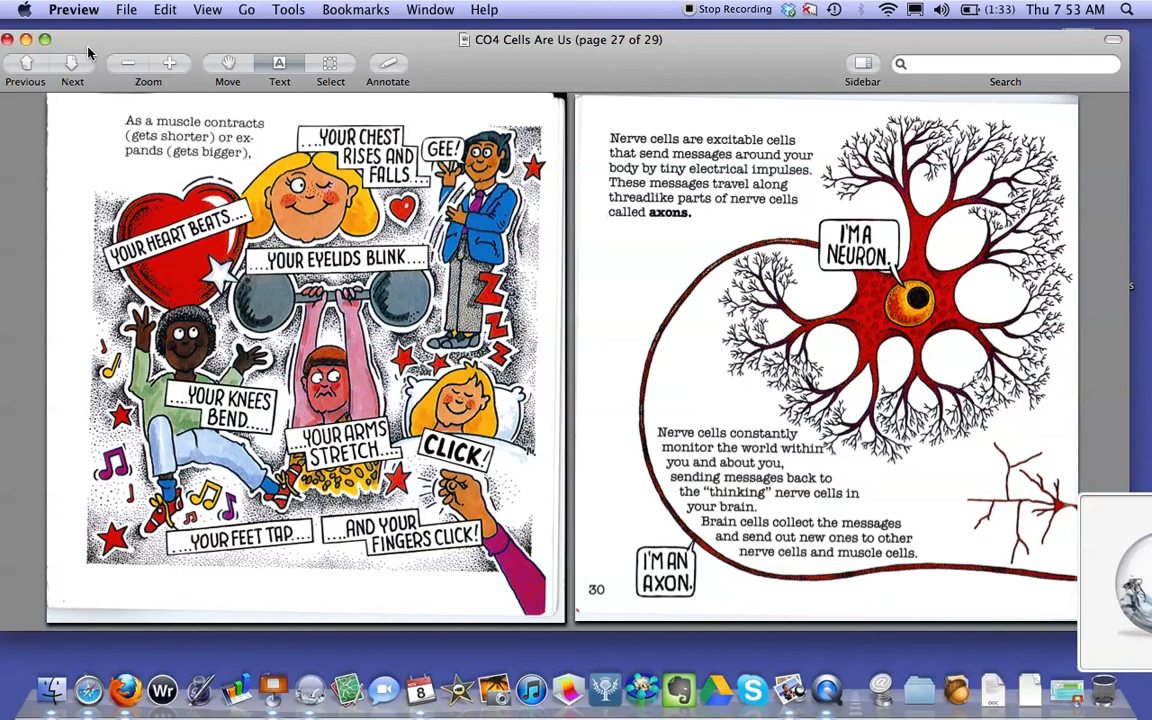 Preview File Edit View Go Tools Bookmarks Window Help
Stop Recording
(1:33) Thu 7 53 AM
CO4 Cells Are Us (page 27 of 29)
Previous Next Zoom Move Text Select Annotate Sidebar Search
As a muscle contracts
(gets shorter) or ex-
pands (gets bigger),
....YOUR CHEST
RISES AND
FALLS....
GEE!
YOUR HEART BEATS....
....YOUR EYELIDS BLINK....
Z
Z
Z
....YOUR KNEES
BEND....
....YOUR ARMS
STRETCH....
CLICK!
....YOUR FEET TAP....
....AND YOUR
FINGERS CLICK!
Nerve cells are excitable cells
that send messages around your
body by tiny electrical impulses.
These messages travel along
threadlike parts of nerve cells
called axons.
I'M A
NEURON.
Nerve cells constantly
monitor the world within
you and about you,
sending messages back to
the “thinking” nerve cells in
your brain.
Brain cells collect the messages
and send out new ones to other
nerve cells and muscle cells.
I'M AN
AXON.
30
Wr
8
DOC